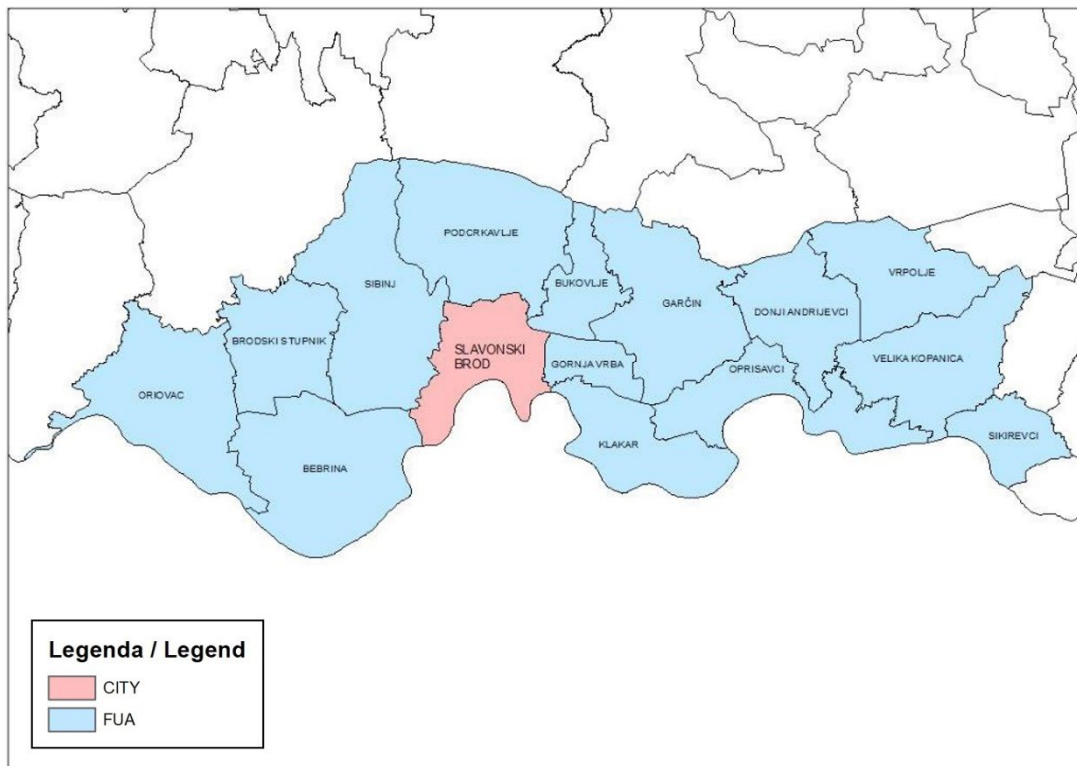 PODCRKAVLJE
VRPOLJE
SIBINJ
BUKOVLJE
GARČIN
DONJI ANDRIJEVCI
BRODSKI STUPNIK
SLAVONSKI
BROD
GORNJA VRBA
OPRISAVCI
VELIKA KOPANICA
ORIOVAC
KLAKAR
SIKIREVCI
BEBRINA
Legenda / Legend
CITY
FUA